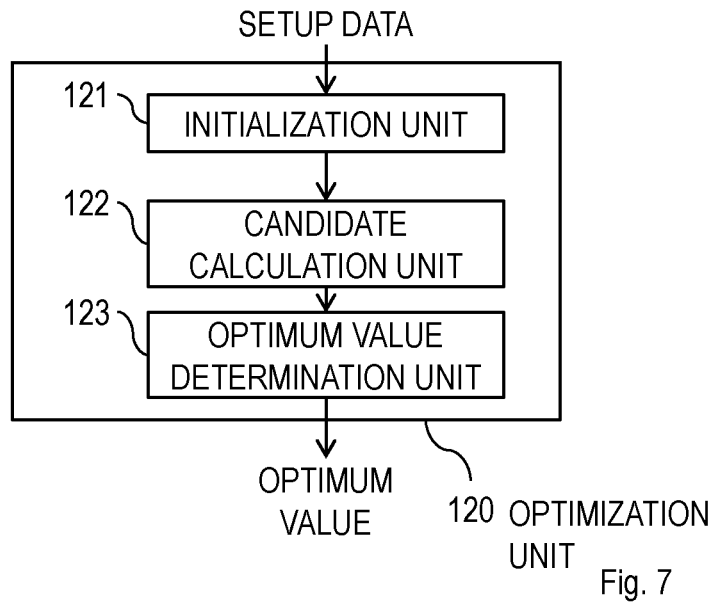 SETUP DATA
121
INITIALIZATION UNIT
122
CANDIDATE
CALCULATION UNIT
123
OPTIMUM VALUE
DETERMINATION UNIT
OPTIMUM
VALUE
120 OPTIMIZATION
UNIT
Fig. 7